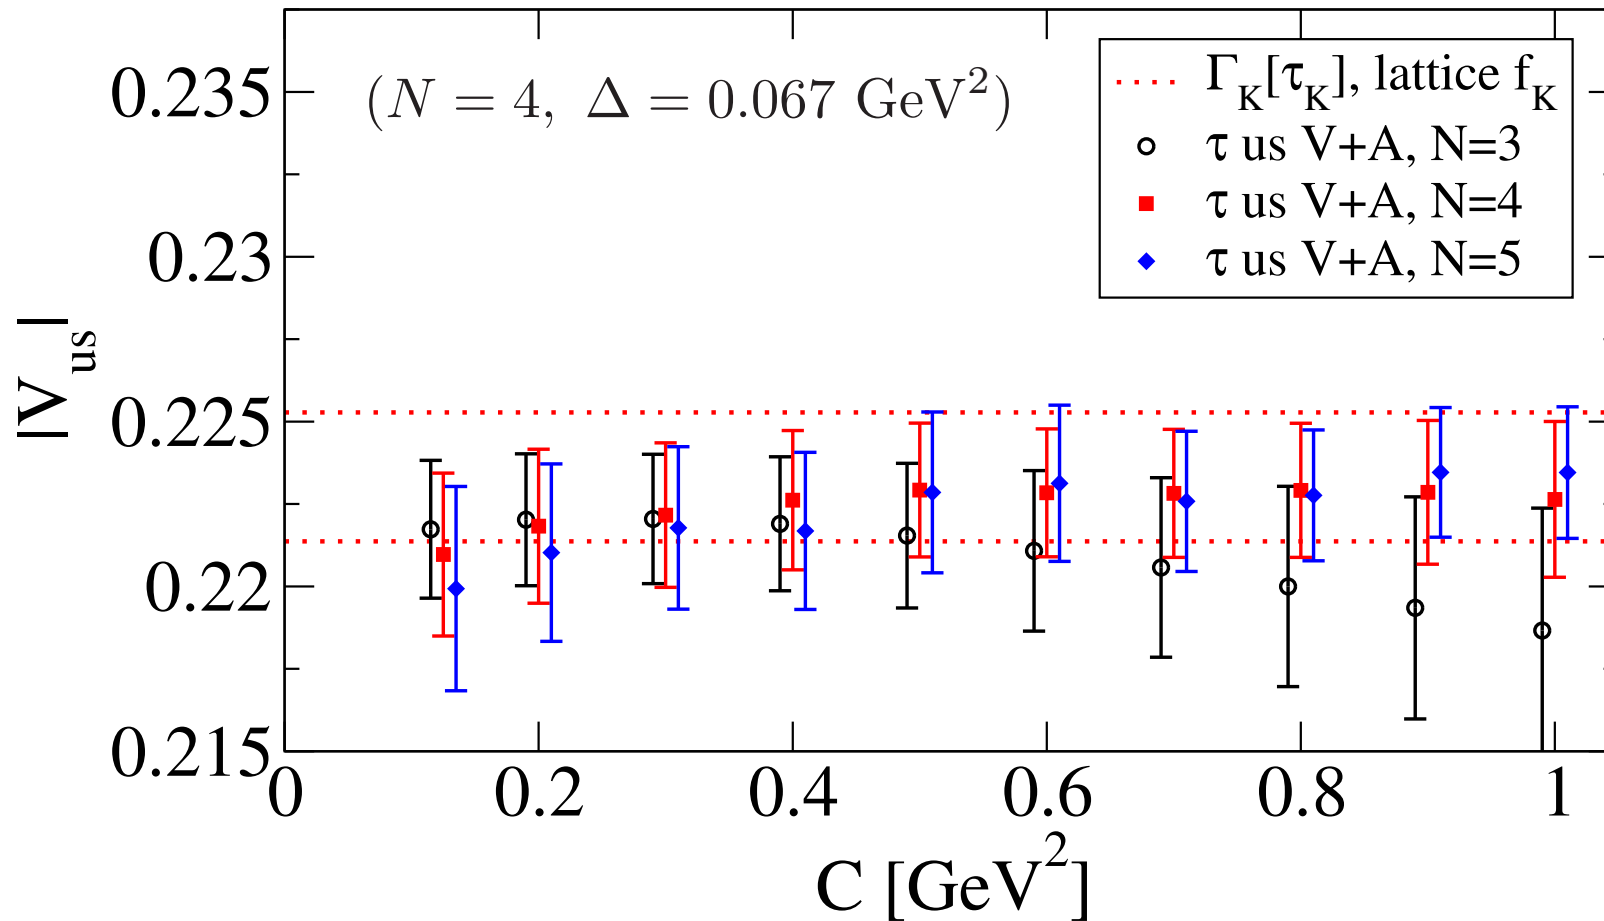 (N = 4, Δ = 0.067 GeV²)
Γ_K[τ_K], lattice f_K
τ us V+A, N=3
τ us V+A, N=4
τ us V+A, N=5
|V_us|
0.235
0.23
0.225
0.22
0.215
0 0.2 0.4 0.6 0.8 1
C [GeV²]